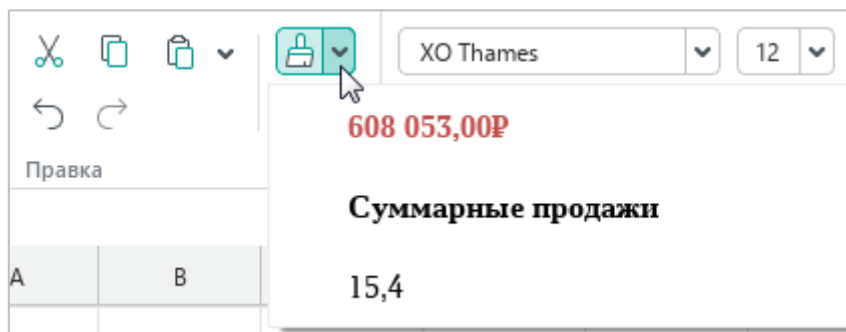 XO Thames 12
608 053,00₽
Правка
Суммарные продажи
A B
15,4